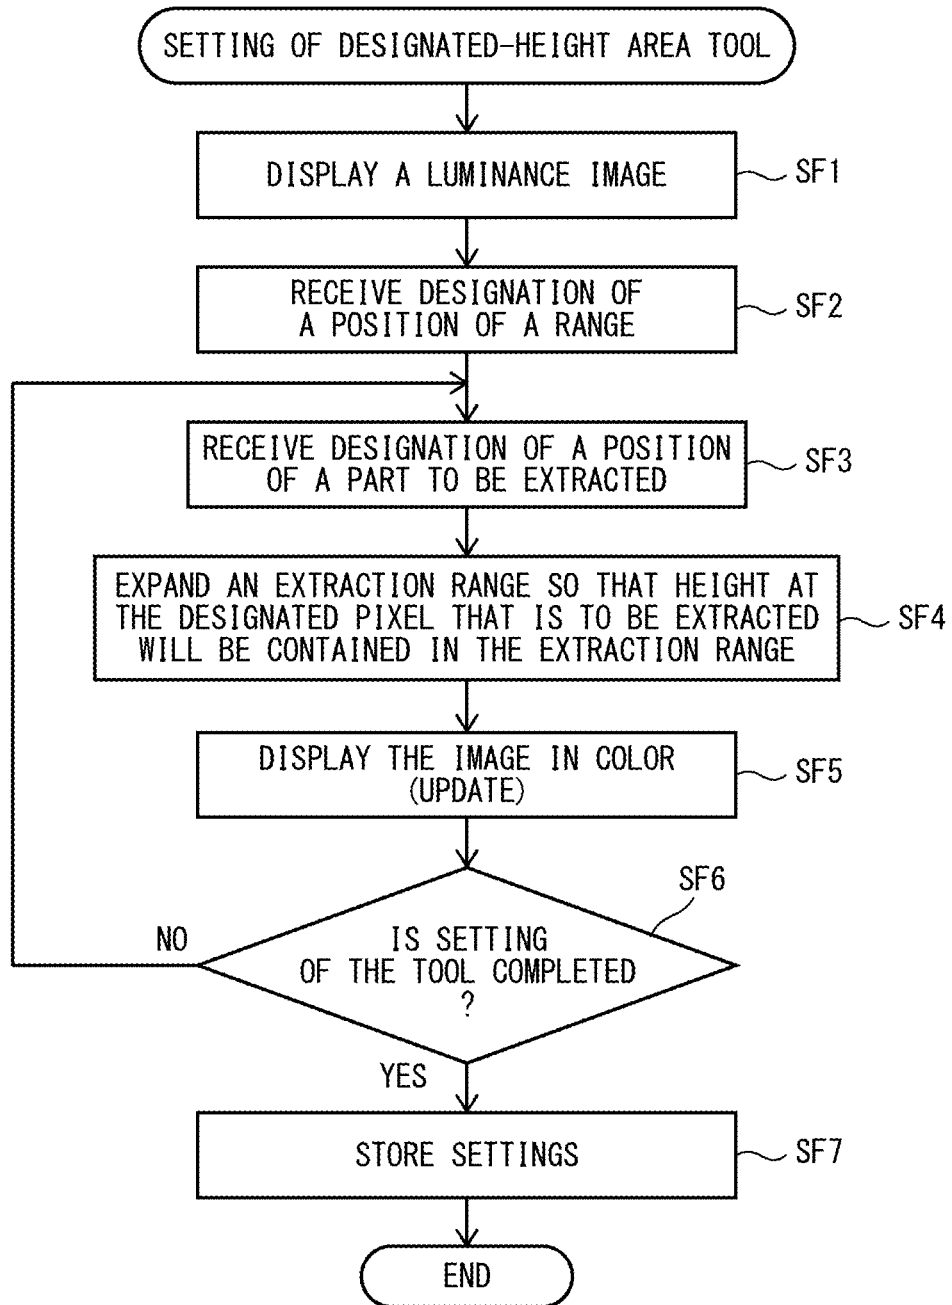 SETTING OF DESIGNATED-HEIGHT AREA TOOL
DISPLAY A LUMINANCE IMAGE
SF1
RECEIVE DESIGNATION OF
A POSITION OF A RANGE
SF2
RECEIVE DESIGNATION OF A POSITION
OF A PART TO BE EXTRACTED
SF3
EXPAND AN EXTRACTION RANGE SO THAT HEIGHT AT
THE DESIGNATED PIXEL THAT IS TO BE EXTRACTED
WILL BE CONTAINED IN THE EXTRACTION RANGE
SF4
DISPLAY THE IMAGE IN COLOR
(UPDATE)
SF5
SF6
NO
IS SETTING
OF THE TOOL COMPLETED
?
YES
STORE SETTINGS
SF7
END